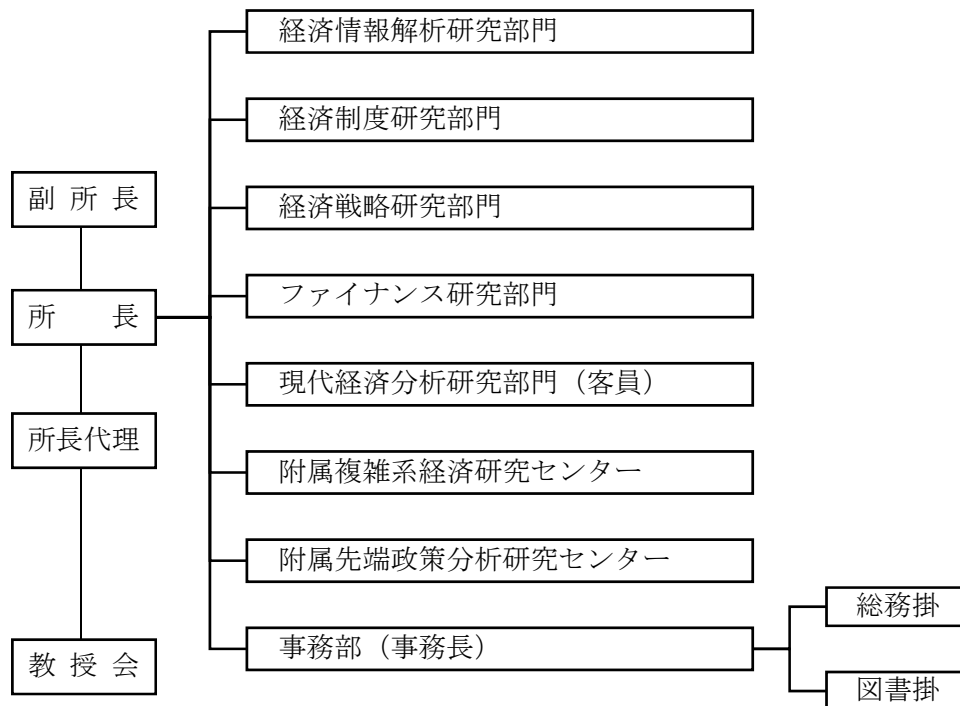 経済情報解析研究部門
経済制度研究部門
副 所 長
経済戦略研究部門
所　　長
ファイナンス研究部門
現代経済分析研究部門（客員）
所長代理
附属複雑系経済研究センター
附属先端政策分析研究センター
総務掛
教 授 会
事務部（事務長）
図書掛